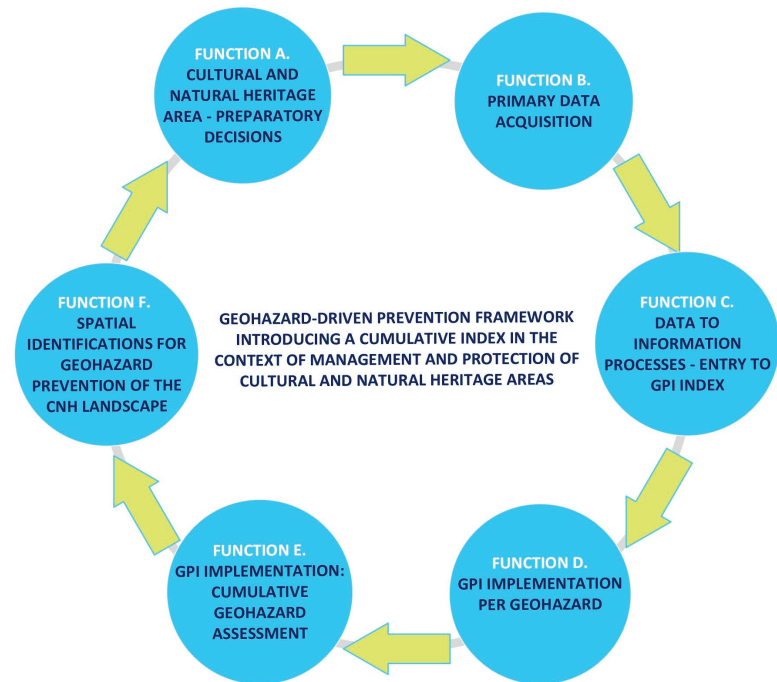 FUNCTION A.
CULTURAL AND
NATURAL HERITAGE
AREA - PREPARATORY
DECISIONS
FUNCTION B.
PRIMARY DATA
ACQUISITION
FUNCTION C.
DATA TO
INFORMATION
PROCESSES - ENTRY TO
GPI INDEX
FUNCTION D.
GPI IMPLEMENTATION
PER GEOHAZARD
FUNCTION E.
GPI IMPLEMENTATION:
CUMULATIVE
GEOHAZARD
ASSESSMENT
FUNCTION F.
SPATIAL
IDENTIFICATIONS FOR
GEOHAZARD
PREVENTION OF THE
CNH LANDSCAPE
GEOHAZARD-DRIVEN PREVENTION FRAMEWORK
INTRODUCING A CUMULATIVE INDEX IN THE
CONTEXT OF MANAGEMENT AND PROTECTION OF
CULTURAL AND NATURAL HERITAGE AREAS